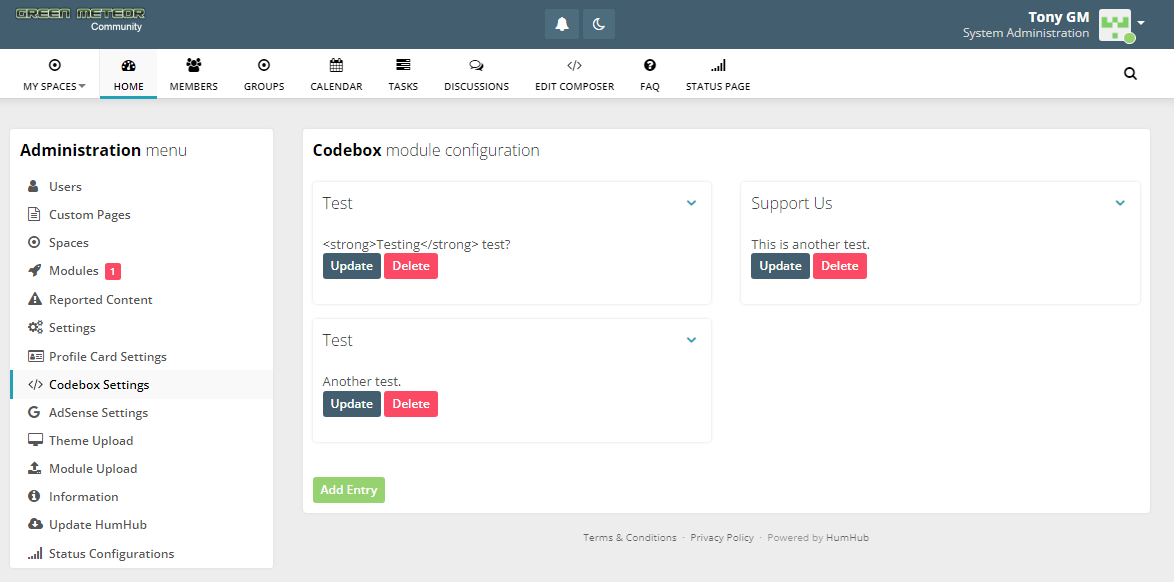 GREEN METEOR
Community
Tony GM
System Administration
MY SPACES
HOME
MEMBERS
GROUPS
CALENDAR
TASKS
DISCUSSIONS
EDIT COMPOSER
FAQ
STATUS PAGE
Administration menu
Users
Custom Pages
Spaces
Modules 1
Reported Content
Settings
Profile Card Settings
Codebox Settings
AdSense Settings
Theme Upload
Module Upload
Information
Update HumHub
Status Configurations
Codebox module configuration
Test
<strong>Testing</strong> test?
Update Delete
Support Us
This is another test.
Update Delete
Test
Another test.
Update Delete
Add Entry
Terms & Conditions · Privacy Policy · Powered by HumHub